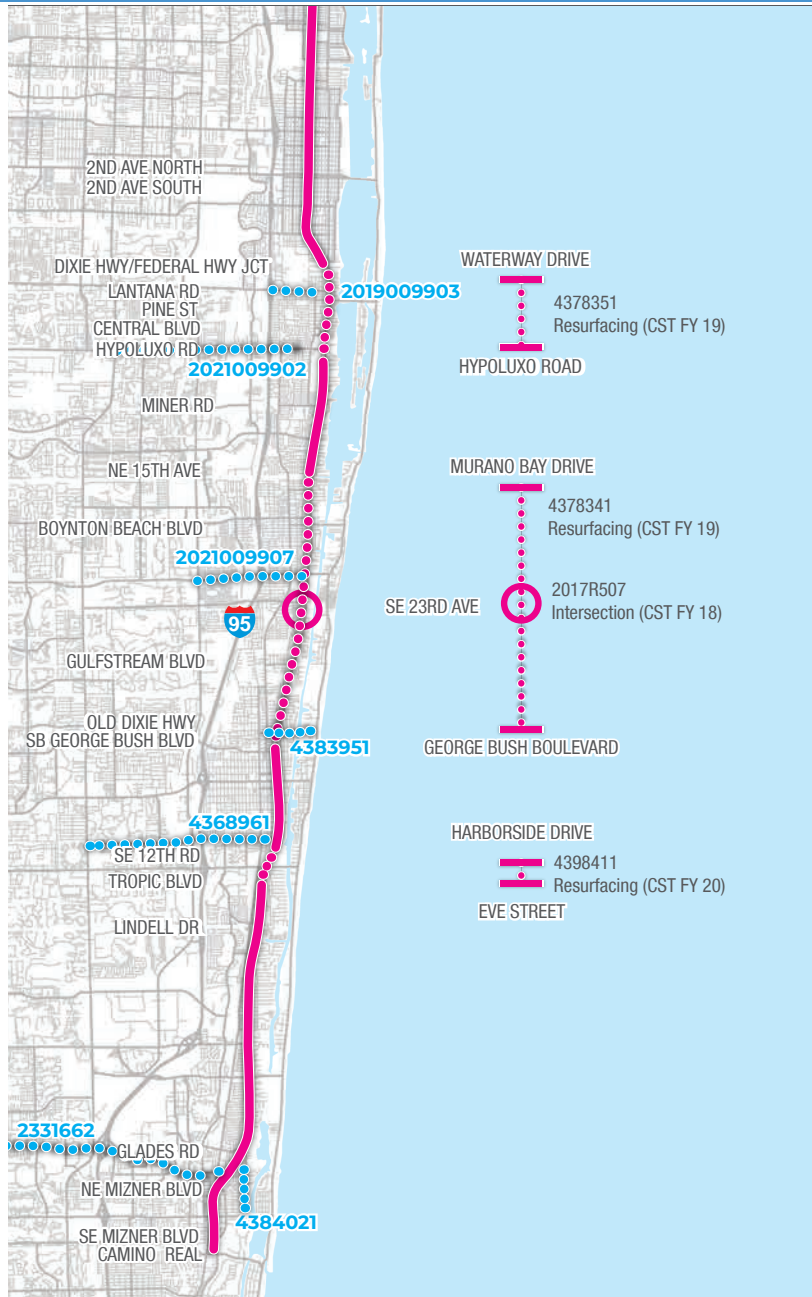 2ND AVE NORTH
2ND AVE SOUTH
DIXIE HWY/FEDERAL HWY JCT
LANTANA RD
PINE ST
CENTRAL BLVD
HYPOLUXO RD
2019009903
2021009902
MINER RD
NE 15TH AVE
BOYNTON BEACH BLVD
2021009907
95
GULFSTREAM BLVD
OLD DIXIE HWY
SB GEORGE BUSH BLVD
4383951
4368961
SE 12TH RD
TROPIC BLVD
LINDELL DR
2331662
GLADES RD
NE MIZNER BLVD
4384021
SE MIZNER BLVD
CAMINO REAL
WATERWAY DRIVE
4378351
Resurfacing (CST FY 19)
HYPOLUXO ROAD
MURANO BAY DRIVE
4378341
Resurfacing (CST FY 19)
SE 23RD AVE
2017R507
Intersection (CST FY 18)
GEORGE BUSH BOULEVARD
HARBORSIDE DRIVE
4398411
Resurfacing (CST FY 20)
EVE STREET